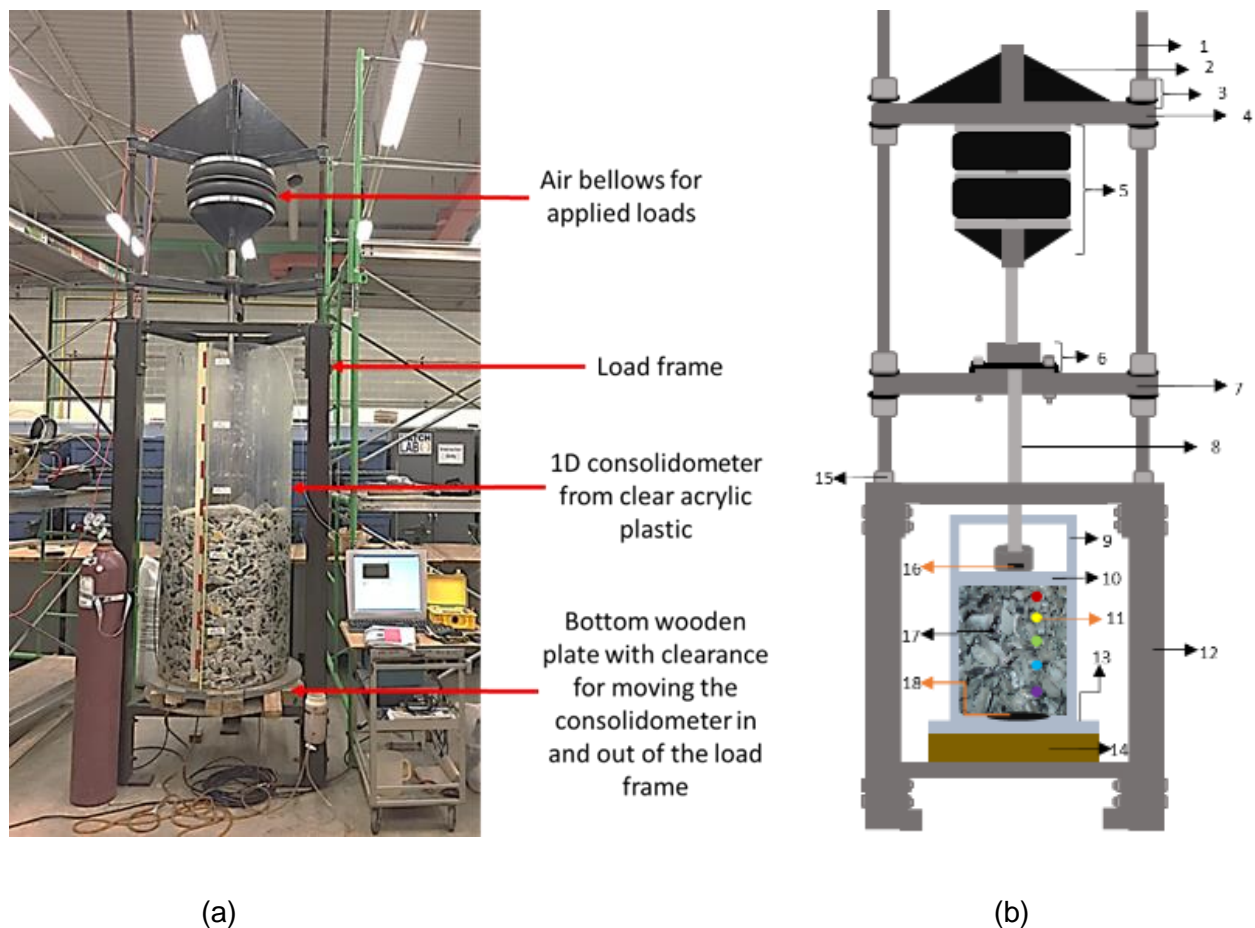 Air bellows for
applied loads
Load frame
1D consolidometer
from clear acrylic
plastic
Bottom wooden
plate with clearance
for moving the
consolidometer in
and out of the load
frame
LAB
1
2
3
4
5
6
7
8
15
9
16
10
11
17
13
12
18
14
(a)
(b)